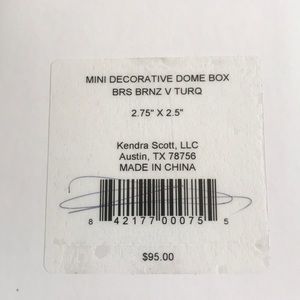 MINI DECORATIVE DOME BOX
BRS BRNZ V TURQ
2.75" X 2.5"
Kendra Scott, LLC
Austin, TX 78756
MADE IN CHINA
8 42177 00075 5
$95.00